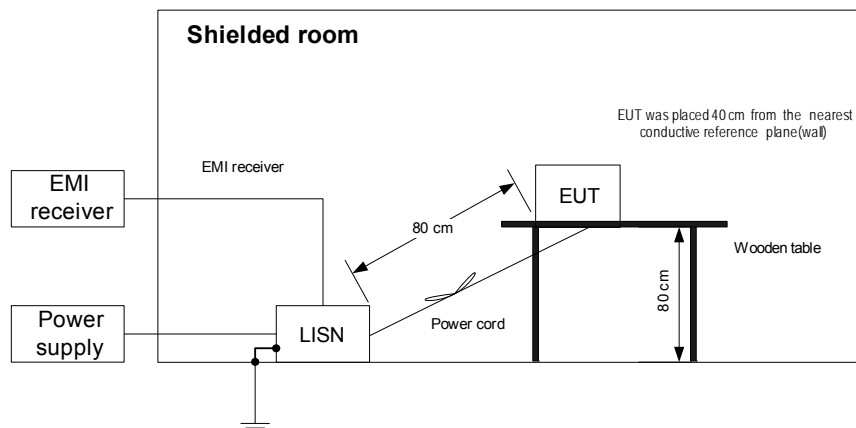 Shielded room
EUT was placed 40 cm from the nearest
conductive reference plane(wall)
EMI receiver
EMI
receiver
EUT
80 cm
Wooden table
80 cm
Power
supply
LISN
Power cord